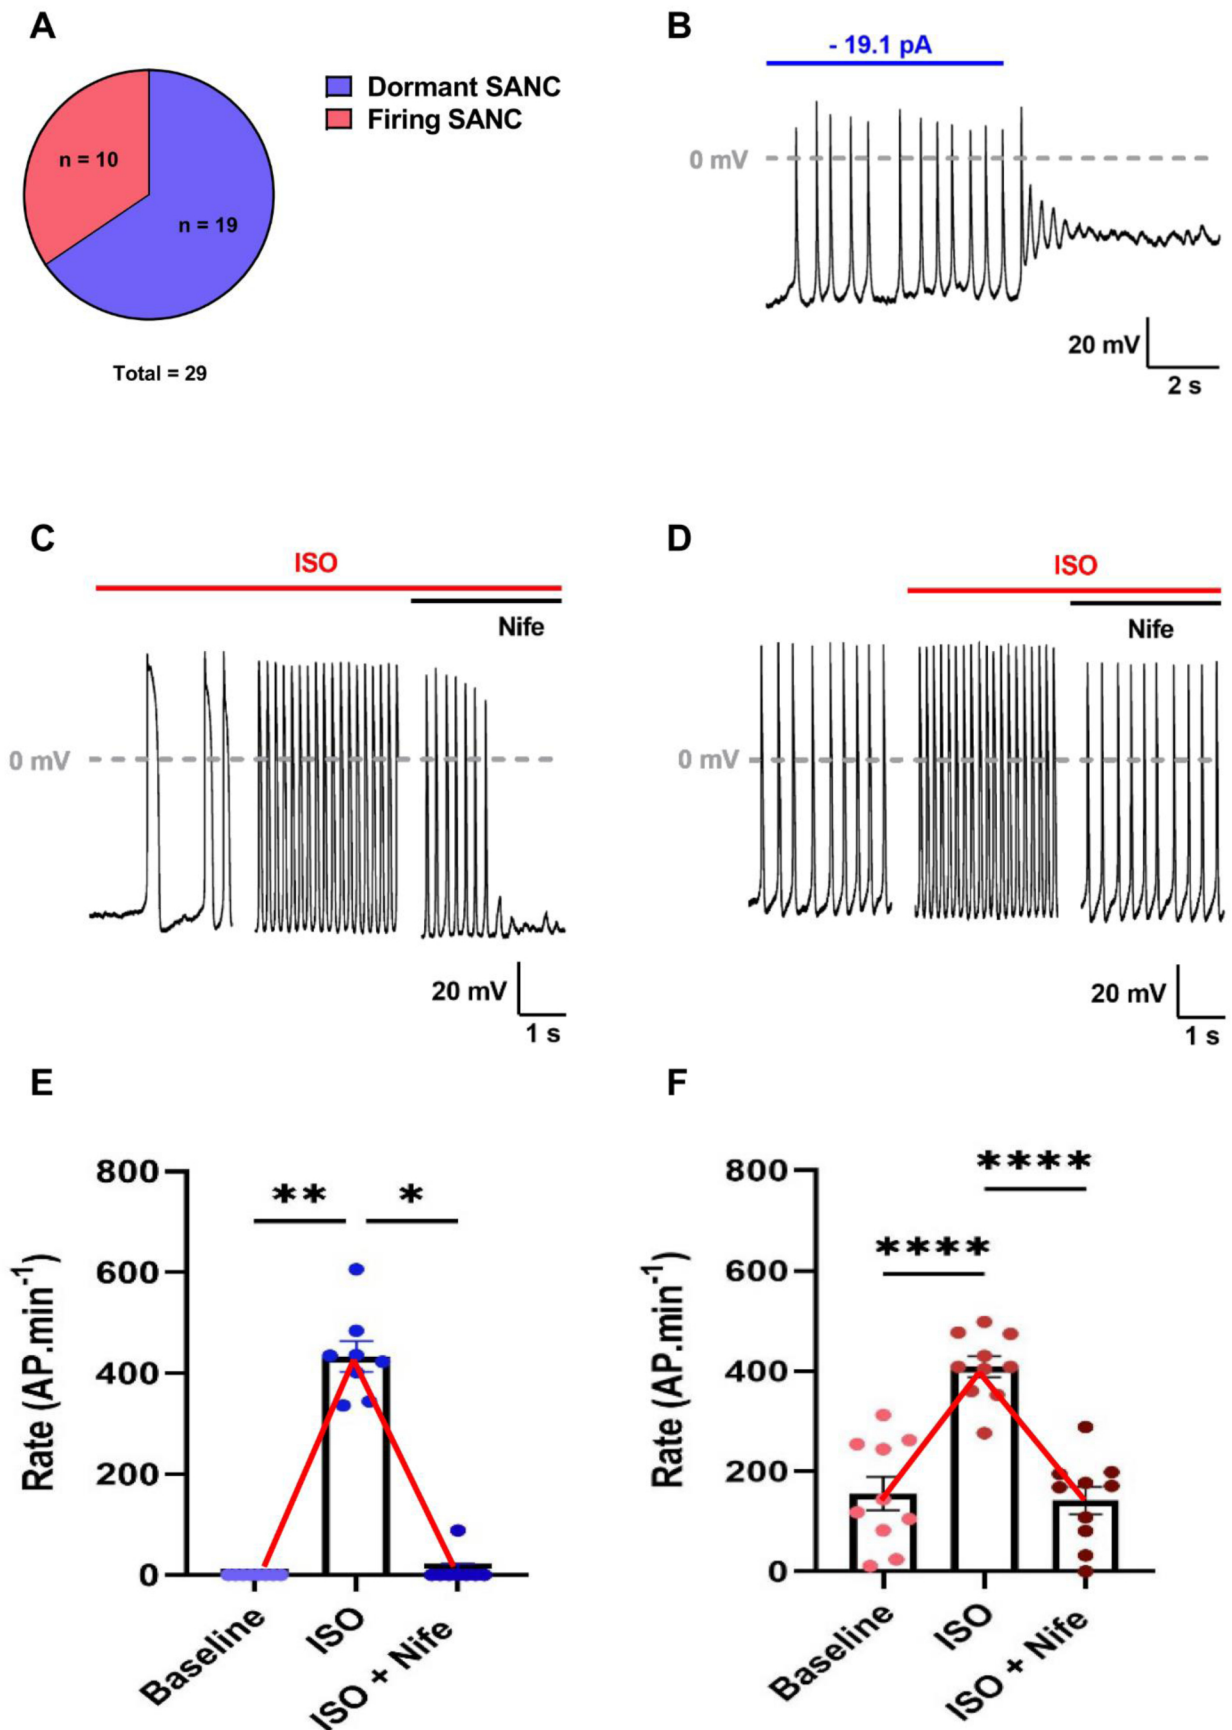 A
Dormant SANC
Firing SANC
n = 10
n = 19
Total = 29
B
- 19.1 pA
0 mV
20 mV
2 s
C
ISO
Nife
0 mV
20 mV
1 s
D
ISO
Nife
0 mV
20 mV
1 s
E
Rate (AP.min⁻¹)
800
600
400
200
0
** *
Baseline
ISO
ISO + Nife
F
Rate (AP.min⁻¹)
800
600
400
200
0
****
****
Baseline
ISO
ISO + Nife